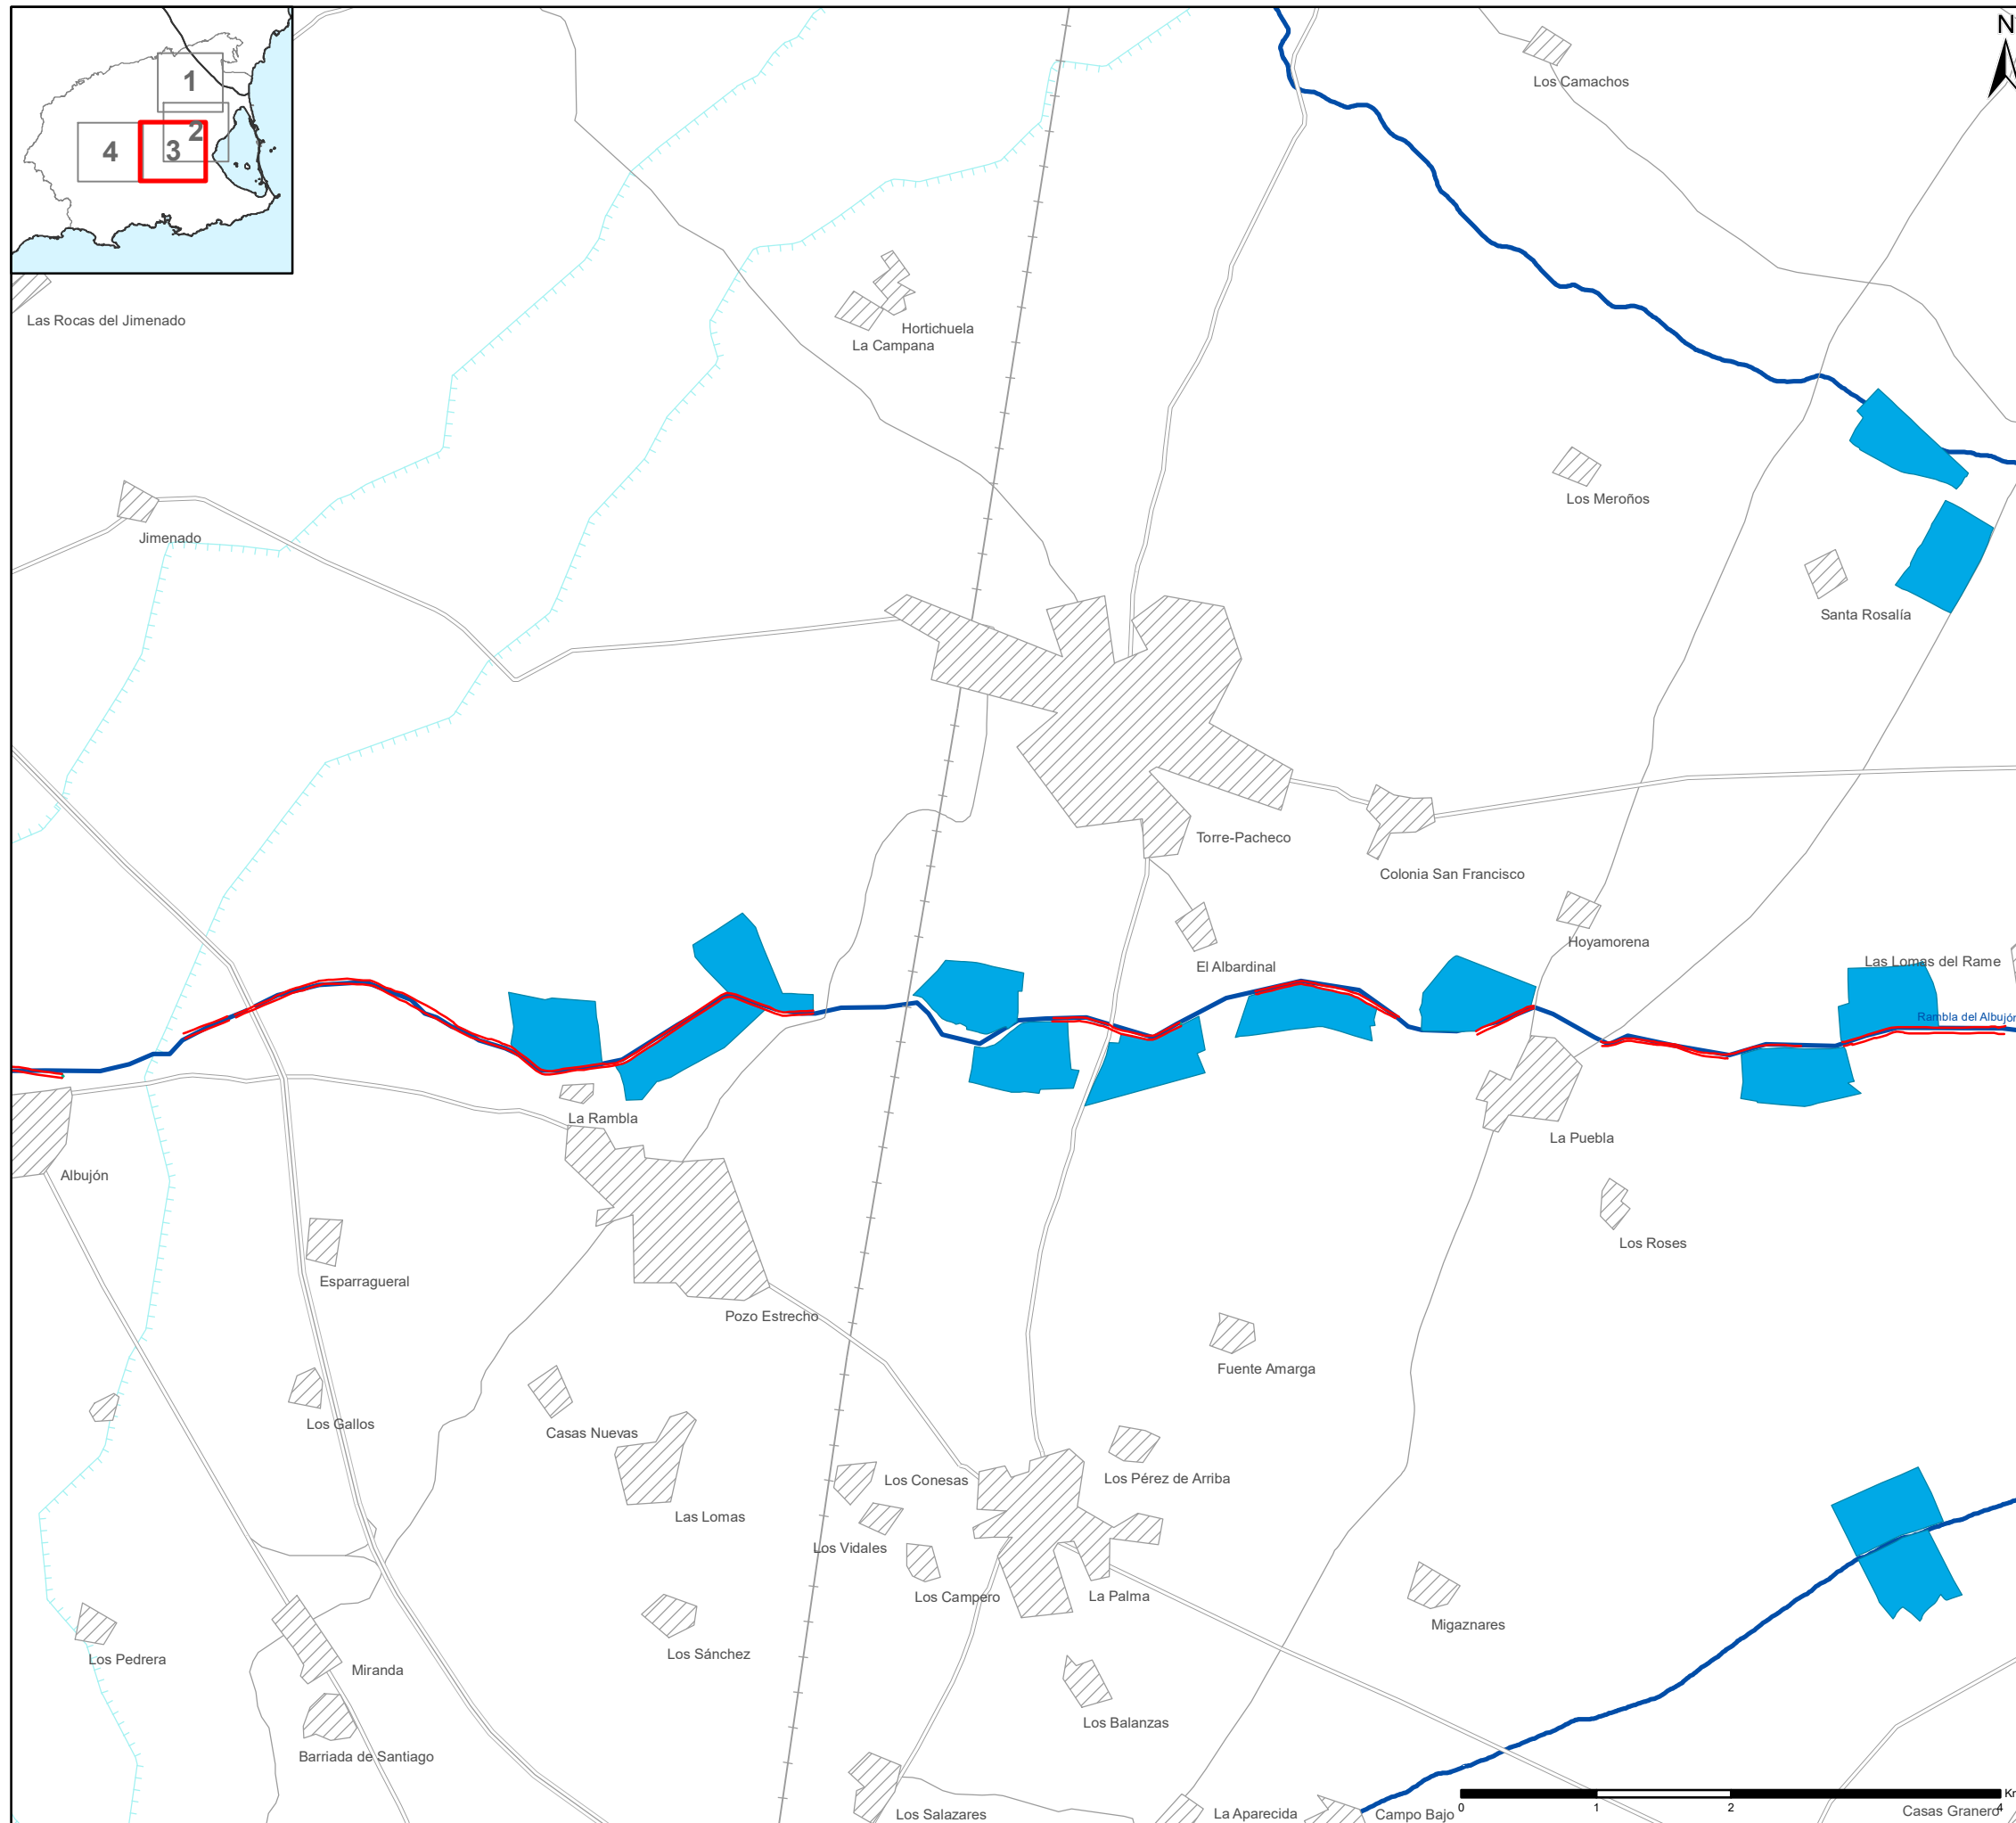 1
2
3
4
N
Los Camachos
Las Rocas del Jimenado
Hortichuela
La Campana
Los Meroños
Jimenado
Santa Rosalía
Torre-Pacheco
Colonia San Francisco
Hoyamorena
Las Lomas del Rame
El Albardinal
Rambla del Albujón
La Rambla
La Puebla
Albujón
Los Roses
Esparragueral
Pozo Estrecho
Fuente Amarga
Los Gallos
Casas Nuevas
Los Conesas
Los Pérez de Arriba
Las Lomas
Los Vidales
Los Campero
La Palma
Migaznares
Los Pedrera
Miranda
Los Sánchez
Los Balanzas
Barriada de Santiago
Los Salazares
La Aparecida
Campo Bajo
Casas Granero
0 1 2 4